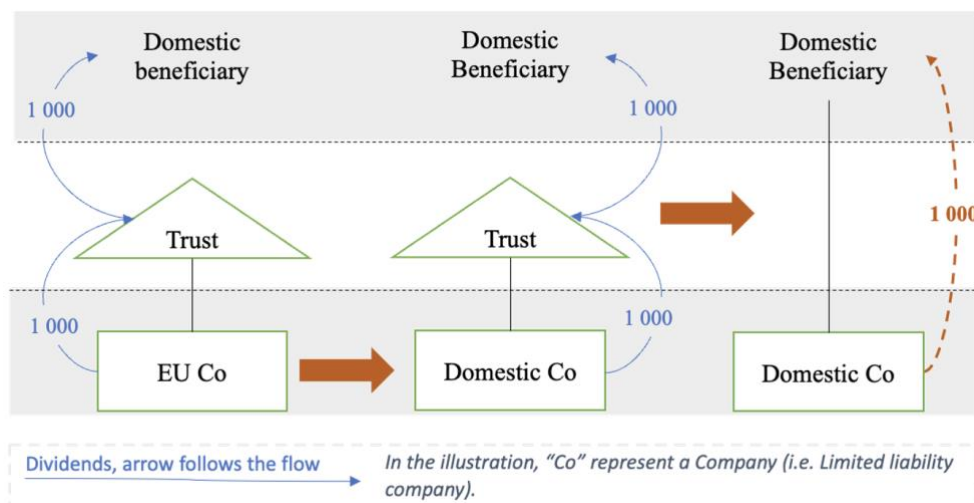 Domestic
beneficiary
Domestic
Beneficiary
Domestic
Beneficiary
1 000
1 000
1 000
Trust
Trust
1 000
1 000
EU Co
Domestic Co
Domestic Co
Dividends, arrow follows the flow
In the illustration, “Co” represent a Company (i.e. Limited liability
company).